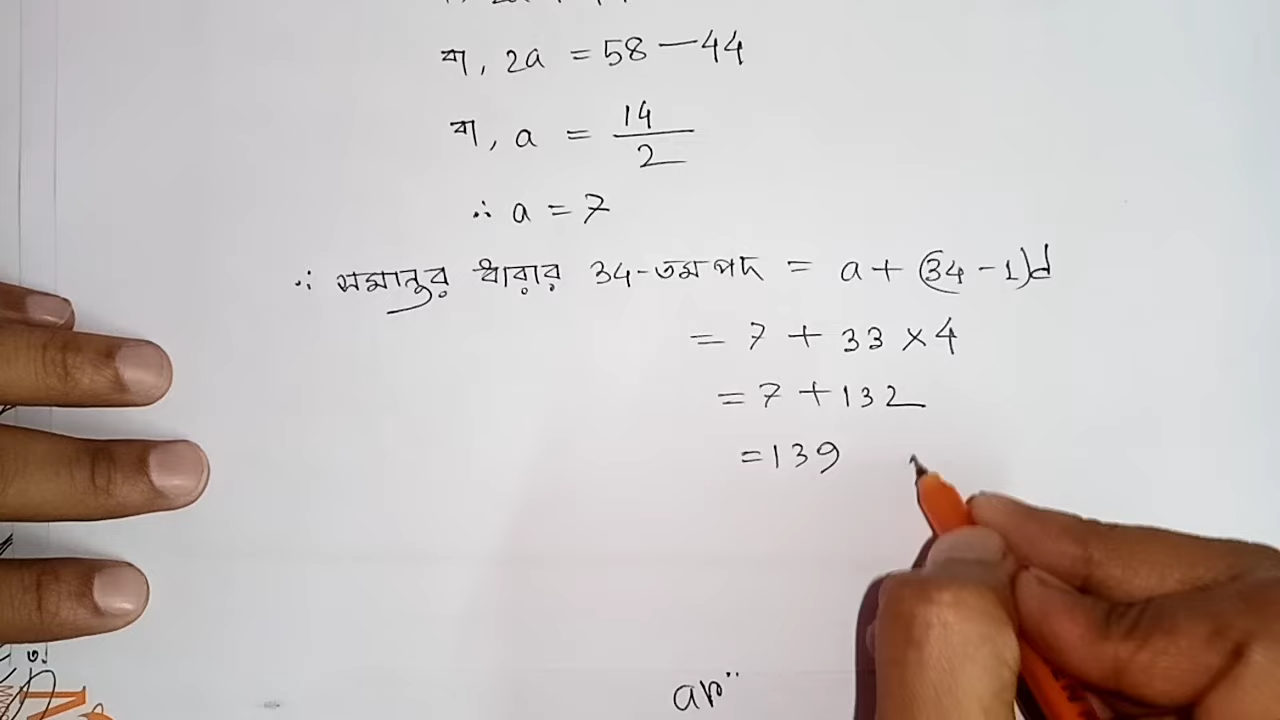 বা, 2a = 58 — 44
বা, a = 14/2
∴ a = 7
∴ সমান্তর ধারার 34-তম পদ = a + (34 - 1)d
= 7 + 33 × 4
= 7 + 132
= 139